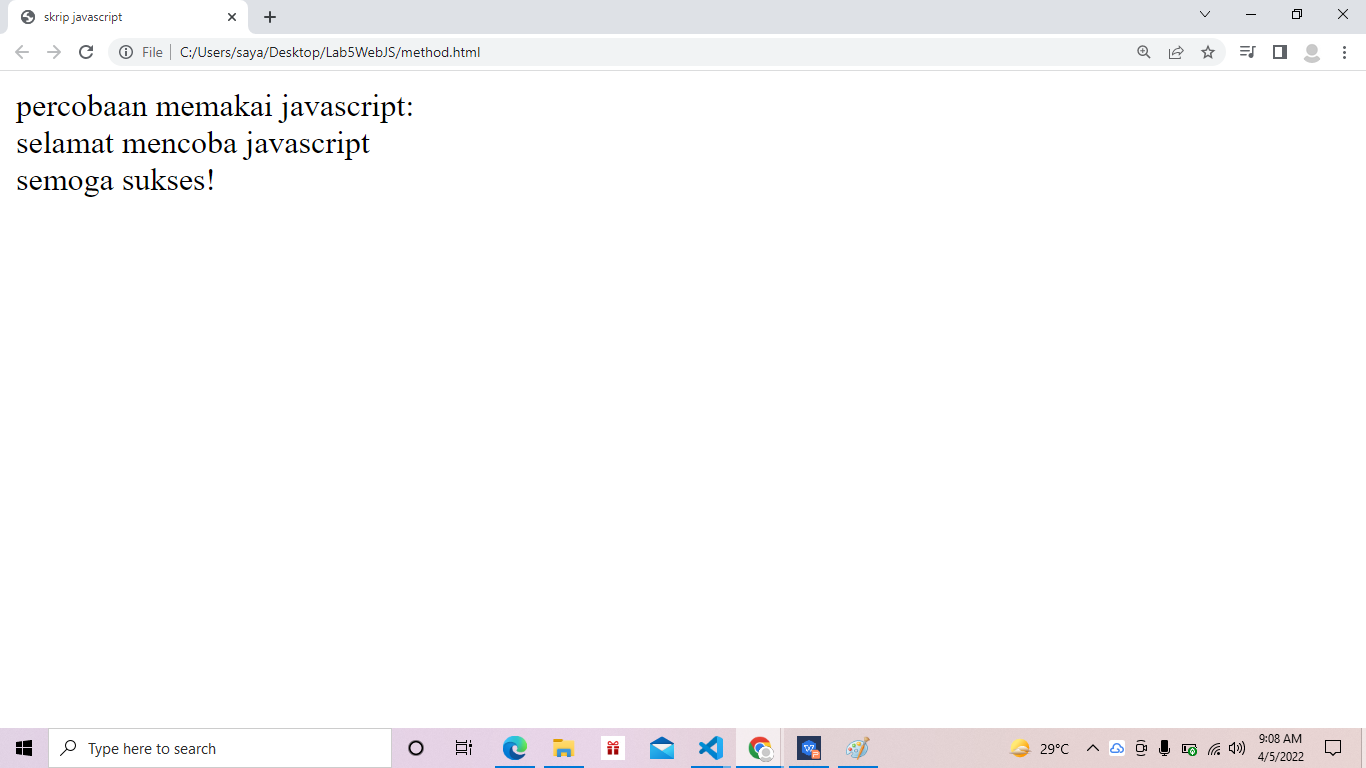 skrip javascript
File
C:/Users/saya/Desktop/Lab5WebJS/method.html
percobaan memakai javascript:
selamat mencoba javascript
semoga sukses!
Type here to search
29°C
9:08 AM
4/5/2022